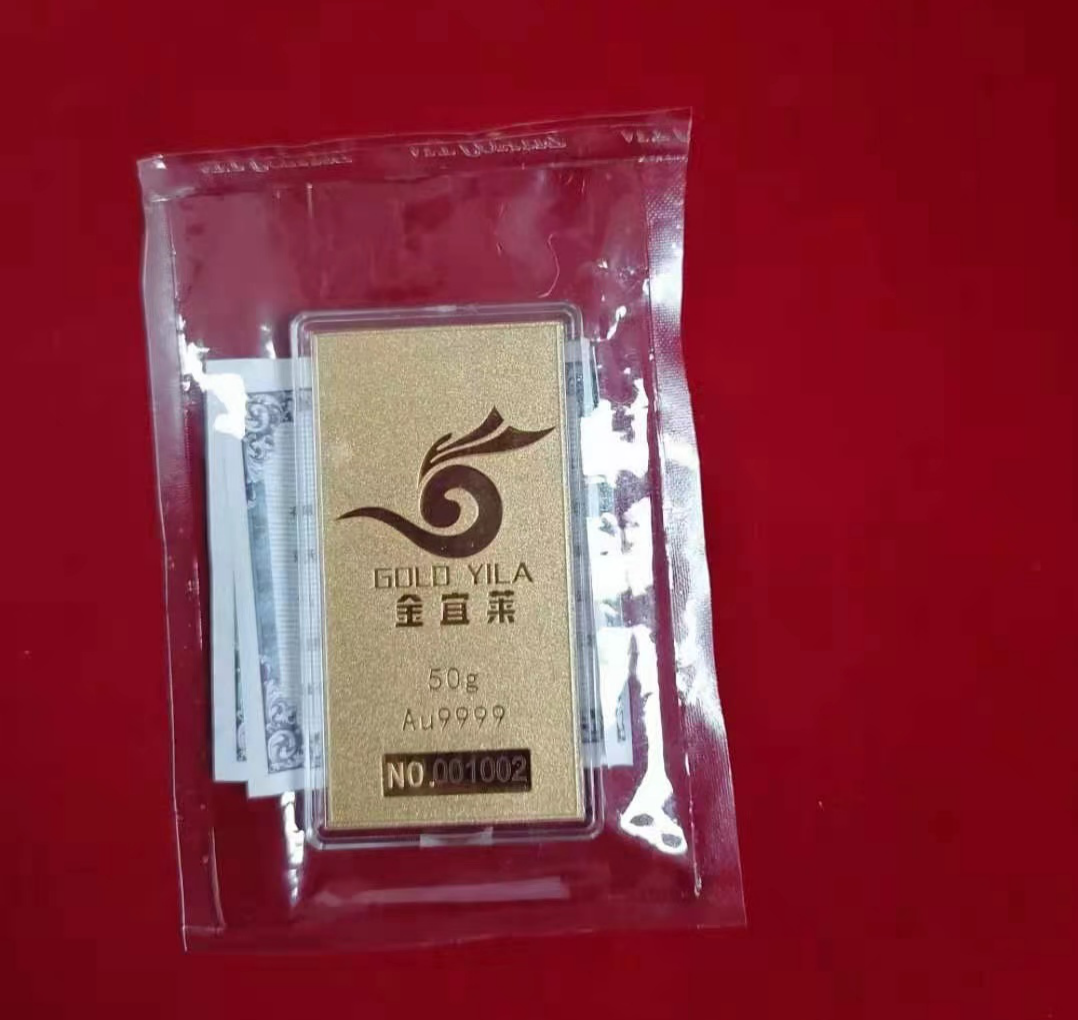 GOLD YILA
金宜莱
50g
Au9999
NO.001002